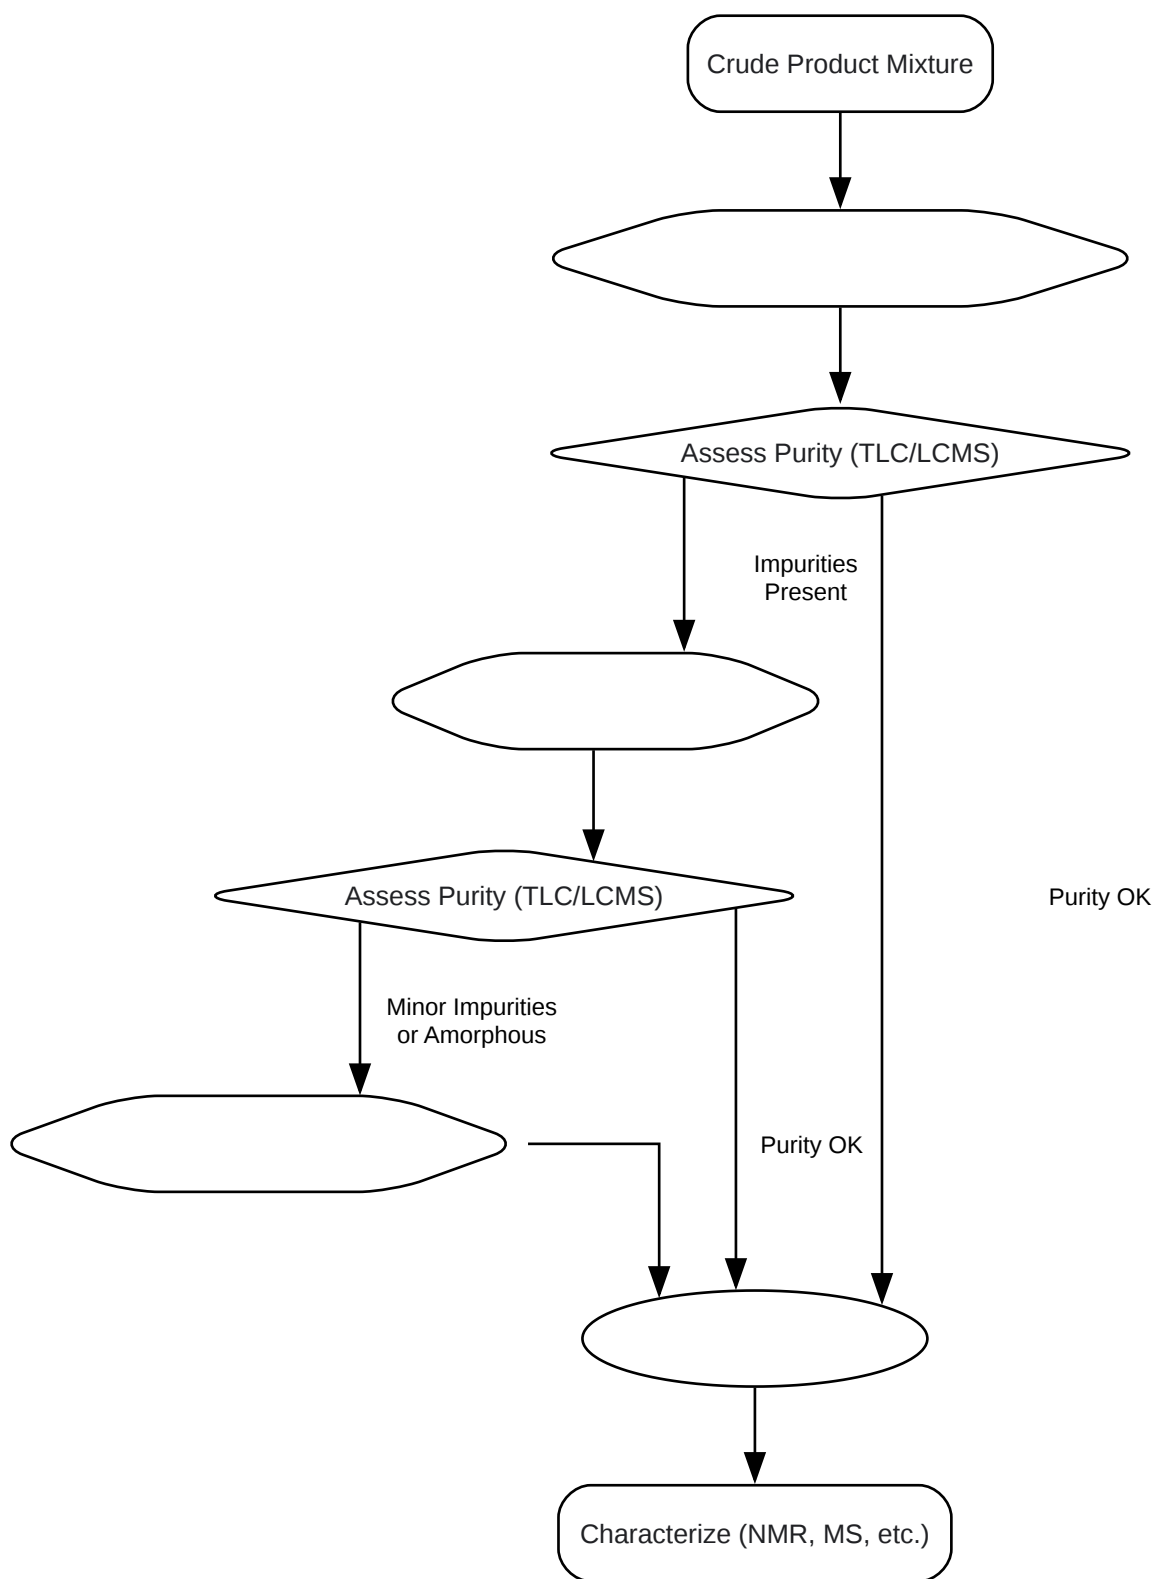 Crude Product Mixture
Assess Purity (TLC/LCMS)
Impurities
Present
Assess Purity (TLC/LCMS)
Purity OK
Minor Impurities
or Amorphous
Purity OK
Characterize (NMR, MS, etc.)